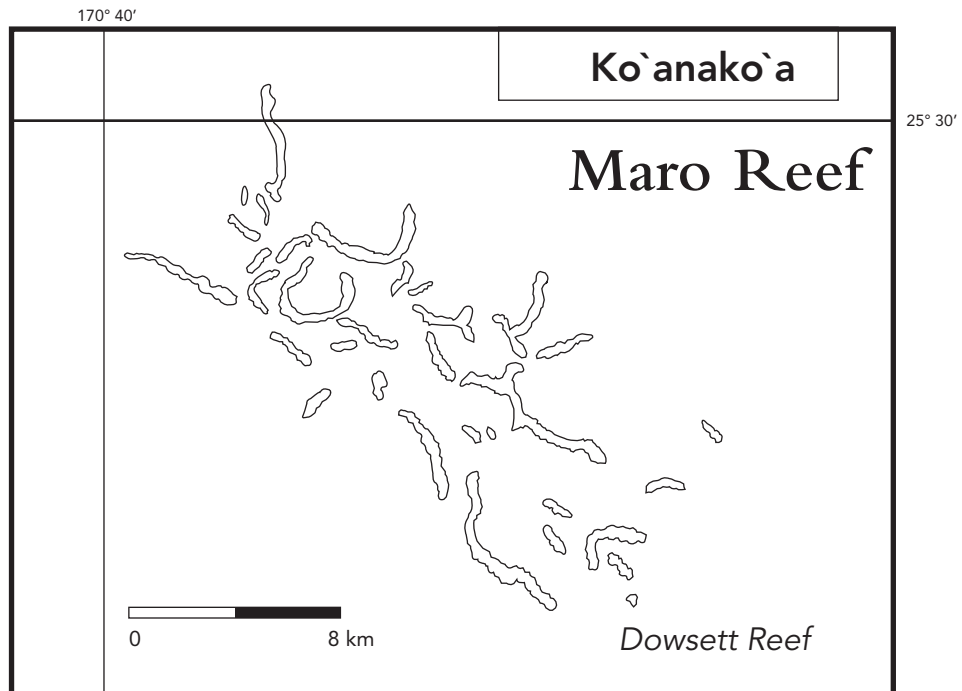 170° 40′
Ko`anako`a
25° 30′
Maro Reef
0
8 km
Dowsett Reef